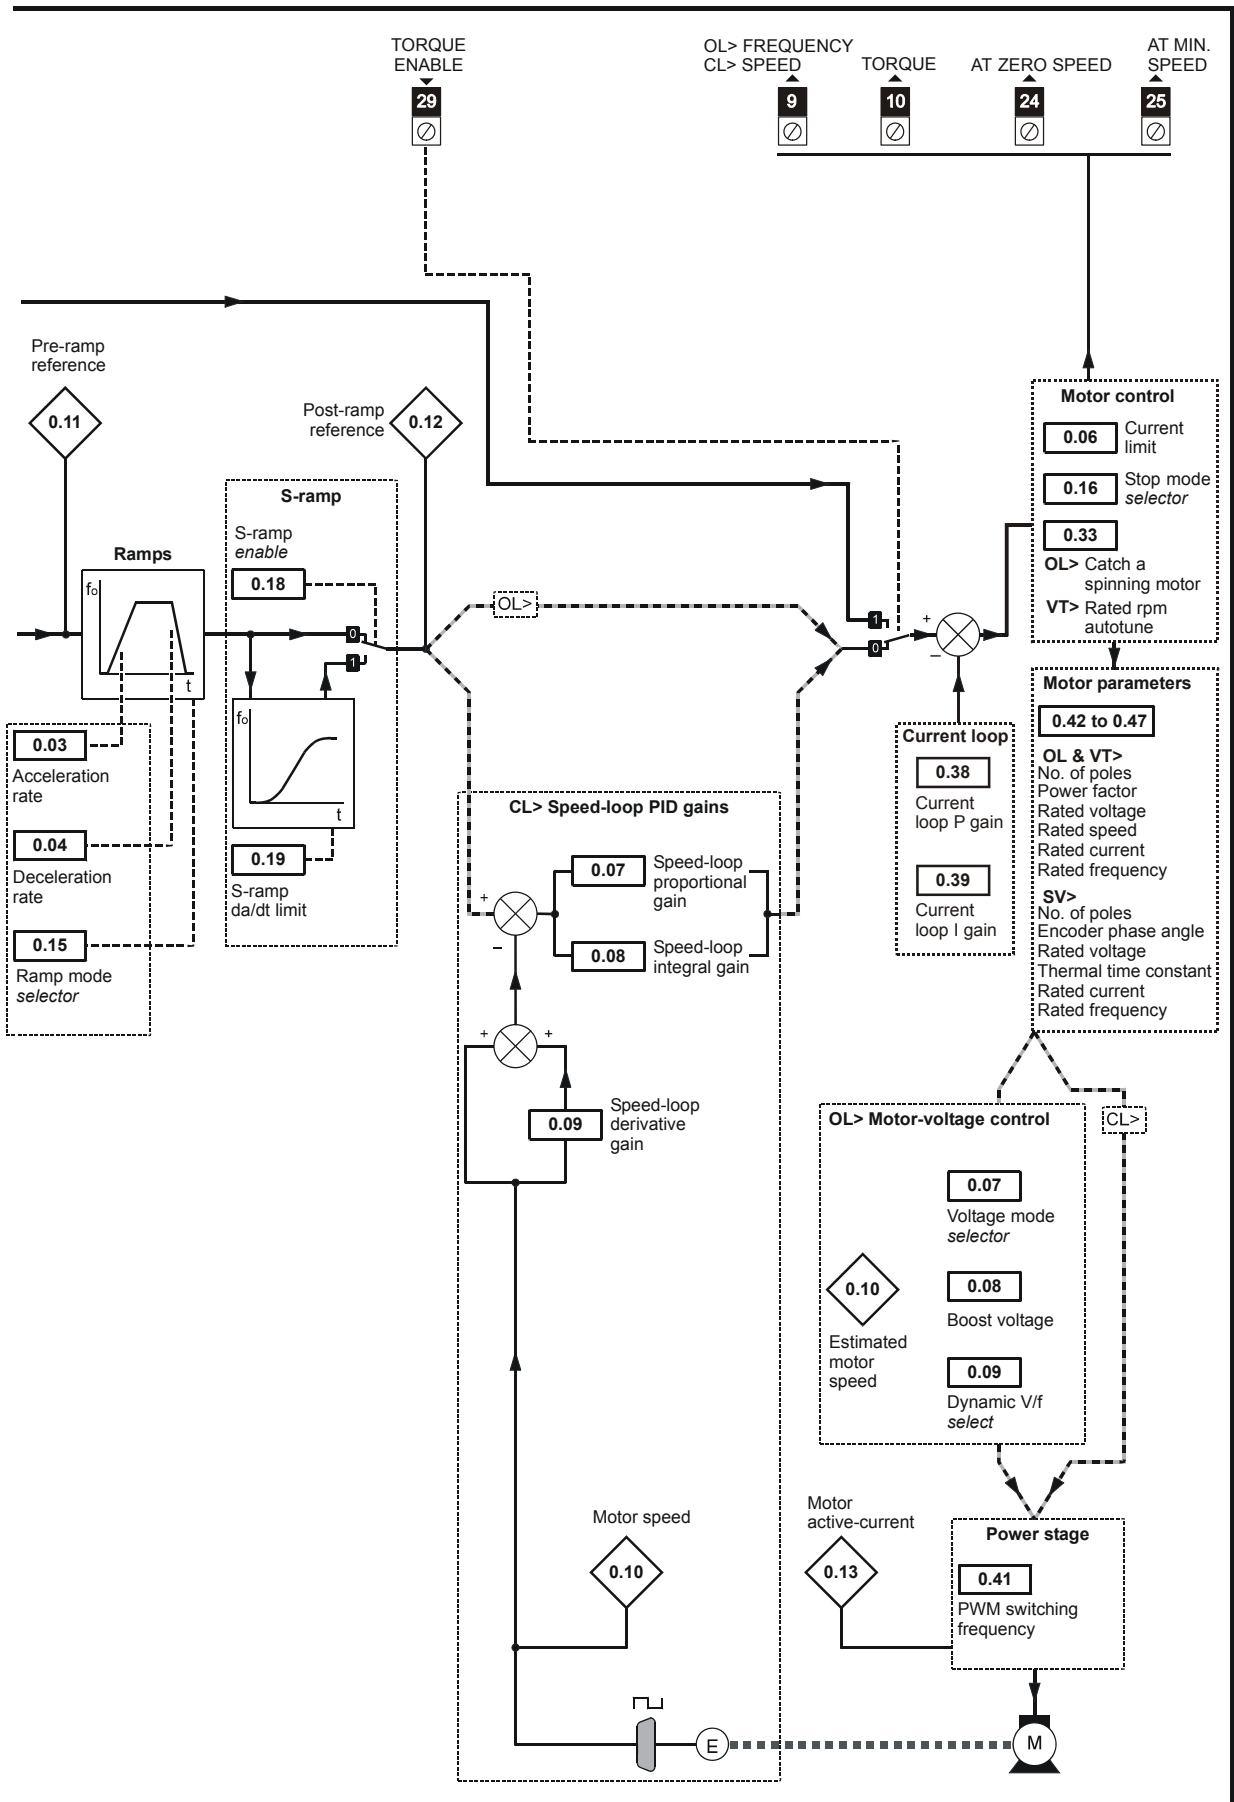 TORQUE
ENABLE
29
OL> FREQUENCY
CL> SPEED
9
TORQUE
10
AT ZERO SPEED
24
AT MIN.
SPEED
25
Pre-ramp
reference
0.11
Post-ramp
reference
0.12
Ramps
fo
t
0.03
Acceleration
rate
0.04
Deceleration
rate
0.15
Ramp mode
selector
S-ramp
S-ramp
enable
0.18
0
1
fo
t
0.19
S-ramp
da/dt limit
OL>
CL> Speed-loop PID gains
+
−
0.07
Speed-loop
proportional
gain
0.08
Speed-loop
integral gain
+
+
0.09
Speed-loop
derivative
gain
Motor speed
0.10
E
1
0
+
−
Current loop
0.38
Current
loop P gain
0.39
Current
loop I gain
Motor control
0.06
Current
limit
0.16
Stop mode
selector
0.33
OL> Catch a
spinning motor
VT> Rated rpm
autotune
Motor parameters
0.42 to 0.47
OL & VT>
No. of poles
Power factor
Rated voltage
Rated speed
Rated current
Rated frequency
SV>
No. of poles
Encoder phase angle
Rated voltage
Thermal time constant
Rated current
Rated frequency
OL> Motor-voltage control
CL>
0.07
Voltage mode
selector
0.10
Estimated
motor
speed
0.08
Boost voltage
0.09
Dynamic V/f
select
Motor
active-current
0.13
Power stage
0.41
PWM switching
frequency
M